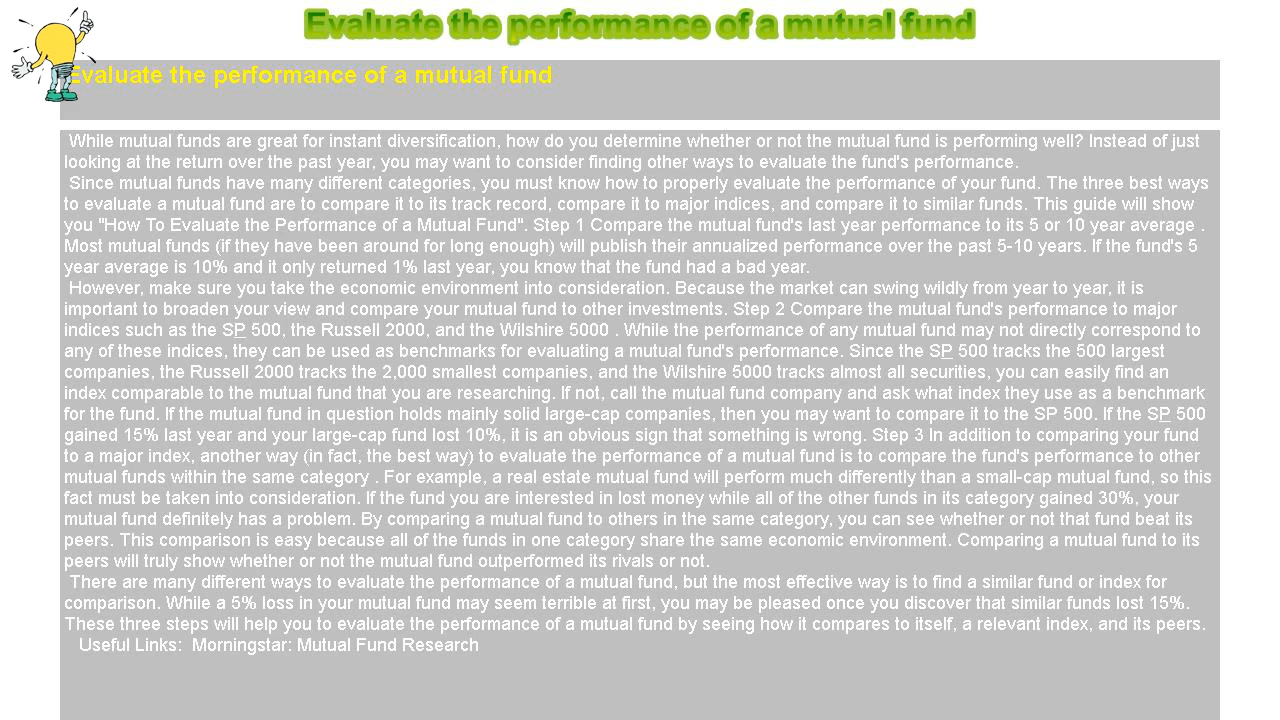 Evaluate the performance of a mutual fund
Evaluate the performance of a mutual fund
While mutual funds are great for instant diversification, how do you determine whether or not the mutual fund is performing well? Instead of just
looking at the return over the past year, you may want to consider finding other ways to evaluate the fund's performance.
Since mutual funds have many different categories, you must know how to properly evaluate the performance of your fund. The three best ways
to evaluate a mutual fund are to compare it to its track record, compare it to major indices, and compare it to similar funds. This guide will show
you "How To Evaluate the Performance of a Mutual Fund". Step 1 Compare the mutual fund's last year performance to its 5 or 10 year average .
Most mutual funds (if they have been around for long enough) will publish their annualized performance over the past 5-10 years. If the fund's 5
year average is 10% and it only returned 1% last year, you know that the fund had a bad year.
However, make sure you take the economic environment into consideration. Because the market can swing wildly from year to year, it is
important to broaden your view and compare your mutual fund to other investments. Step 2 Compare the mutual fund's performance to major
indices such as the SP 500, the Russell 2000, and the Wilshire 5000 . While the performance of any mutual fund may not directly correspond to
any of these indices, they can be used as benchmarks for evaluating a mutual fund's performance. Since the SP 500 tracks the 500 largest
companies, the Russell 2000 tracks the 2,000 smallest companies, and the Wilshire 5000 tracks almost all securities, you can easily find an
index comparable to the mutual fund that you are researching. If not, call the mutual fund company and ask what index they use as a benchmark
for the fund. If the mutual fund in question holds mainly solid large-cap companies, then you may want to compare it to the SP 500. If the SP 500
gained 15% last year and your large-cap fund lost 10%, it is an obvious sign that something is wrong. Step 3 In addition to comparing your fund
to a major index, another way (in fact, the best way) to evaluate the performance of a mutual fund is to compare the fund's performance to other
mutual funds within the same category . For example, a real estate mutual fund will perform much differently than a small-cap mutual fund, so this
fact must be taken into consideration. If the fund you are interested in lost money while all of the other funds in its category gained 30%, your
mutual fund definitely has a problem. By comparing a mutual fund to others in the same category, you can see whether or not that fund beat its
peers. This comparison is easy because all of the funds in one category share the same economic environment. Comparing a mutual fund to its
peers will truly show whether or not the mutual fund outperformed its rivals or not.
There are many different ways to evaluate the performance of a mutual fund, but the most effective way is to find a similar fund or index for
comparison. While a 5% loss in your mutual fund may seem terrible at first, you may be pleased once you discover that similar funds lost 15%.
These three steps will help you to evaluate the performance of a mutual fund by seeing how it compares to itself, a relevant index, and its peers.
Useful Links:  Morningstar: Mutual Fund Research